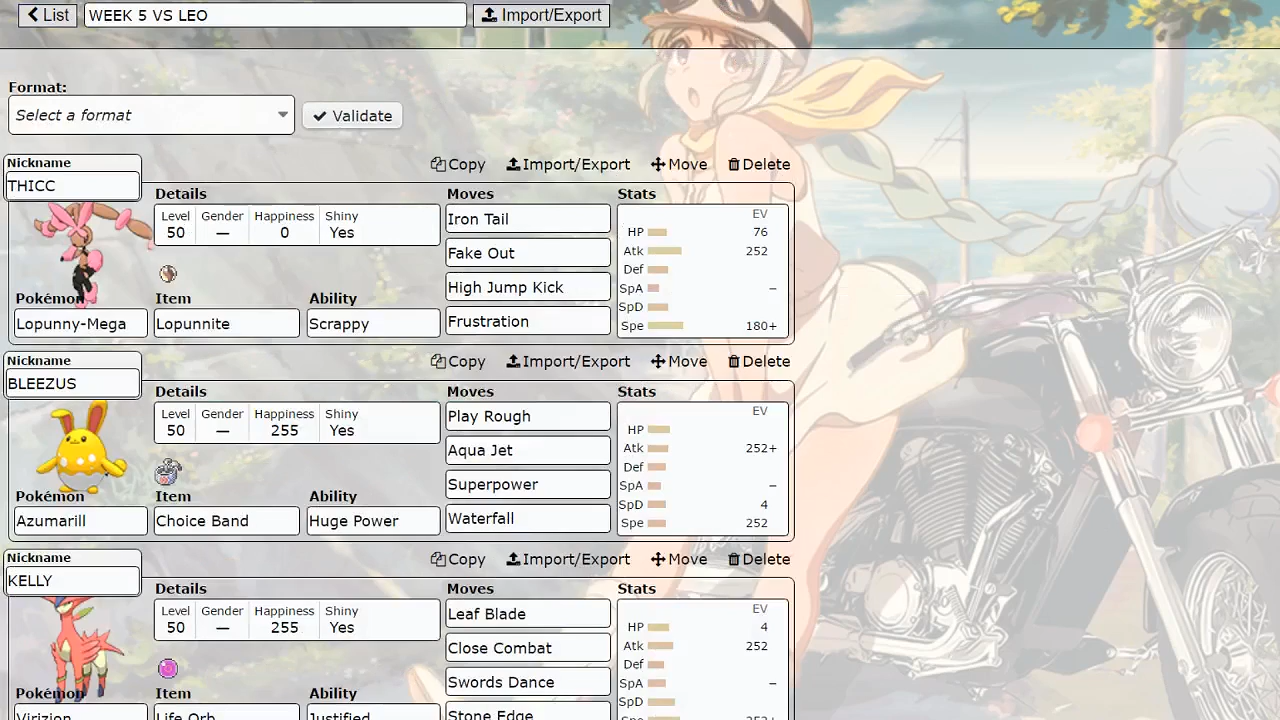 List
WEEK 5 VS LEO
Import/Export
Format:
Select a format
Validate
Nickname
THICC
Copy Import/Export Move Delete
Details
Moves
Stats
Level Gender Happiness Shiny
50 — 0 Yes
Iron Tail
Fake Out
High Jump Kick
Frustration
EV
HP 76
Atk 252
Def
SpA –
SpD
Spe 180+
Pokémon Item Ability
Lopunny-Mega Lopunnite Scrappy
Nickname
BLEEZUS
Copy Import/Export Move Delete
Details
Moves
Stats
Level Gender Happiness Shiny
50 — 255 Yes
Play Rough
Aqua Jet
Superpower
Waterfall
EV
HP
Atk 252+
Def
SpA –
SpD 4
Spe 252
Pokémon Item Ability
Azumarill Choice Band Huge Power
Nickname
KELLY
Copy Import/Export Move Delete
Details
Moves
Stats
Level Gender Happiness Shiny
50 — 255 Yes
Leaf Blade
Close Combat
Swords Dance
Stone Edge
EV
HP 4
Atk 252
Def
SpA –
SpD
Spe 252+
Pokémon Item Ability
Virizion Life Orb Justified